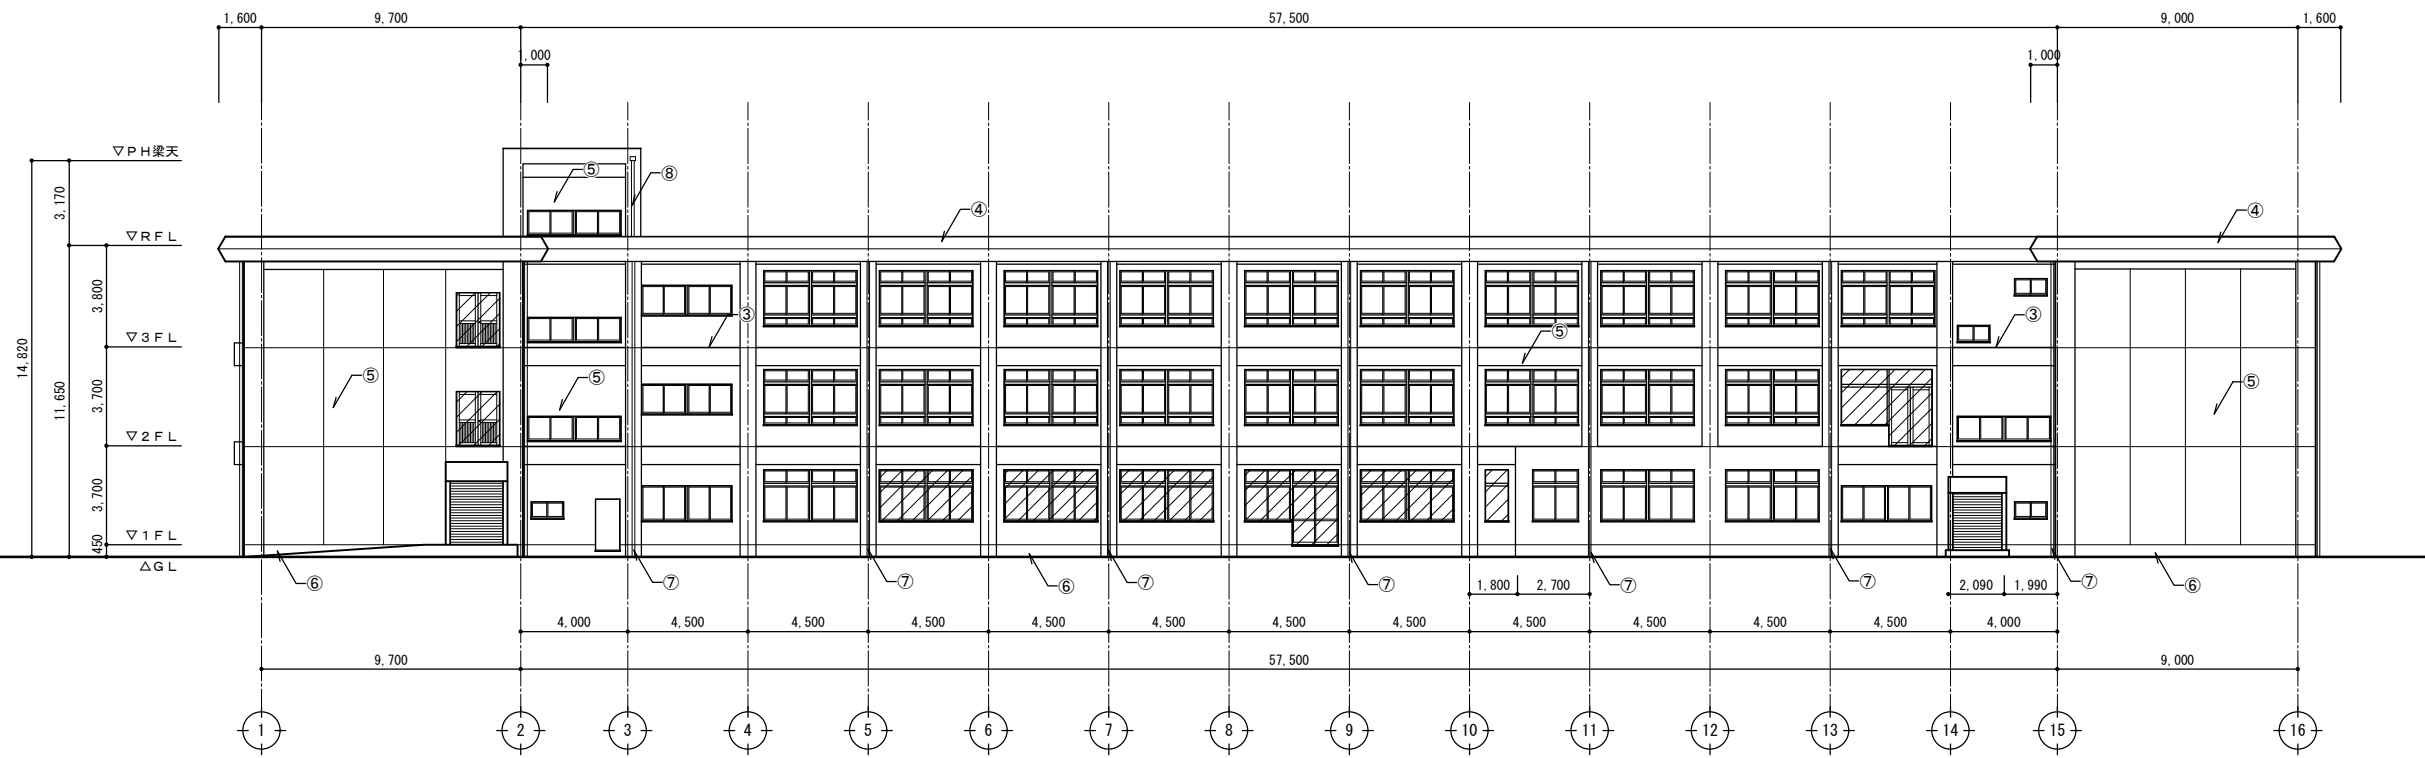 1,600 9,700 57,500 9,000 1,600
1,000 1,000
▽PH梁天
⑤ ⑧
3,170
④ ④
▽RFL
3,800
③ ③
▽3FL
⑤
14,820
⑤ ⑤ ⑤
11,650
3,700
▽2FL
3,700
▽1FL
450
△GL
⑥ ⑦ ⑦ ⑥ ⑦ ⑦ ⑦ ⑦ ⑦ ⑥
1,800 2,700 2,090 1,990
4,000 4,500 4,500 4,500 4,500 4,500 4,500 4,500 4,500 4,500 4,500 4,500 4,000
9,700 57,500 9,000
1 2 3 4 5 6 7 8 9 10 11 12 13 14 15 16